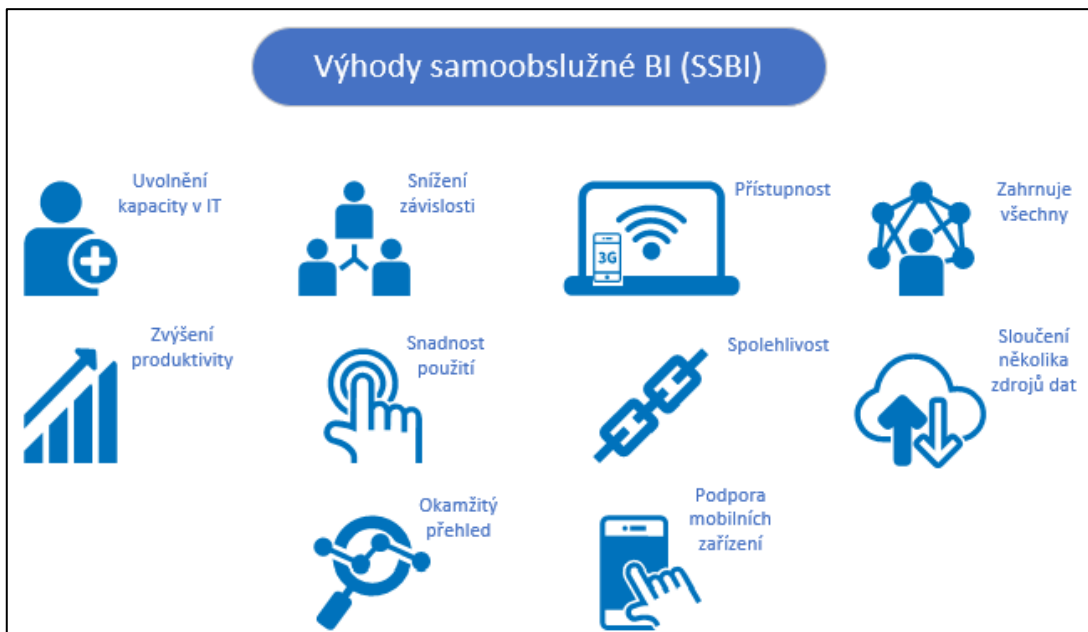 Výhody samoobslužné BI (SSBI)
Uvolnění
kapacity v IT
Snížení
závislosti
Přístupnost
3G
Zahrnuje
všechny
Zvýšení
produktivity
Snadnost
použití
Spolehlivost
Sloučení
několika
zdrojů dat
Okamžitý
přehled
Podpora
mobilních
zařízení